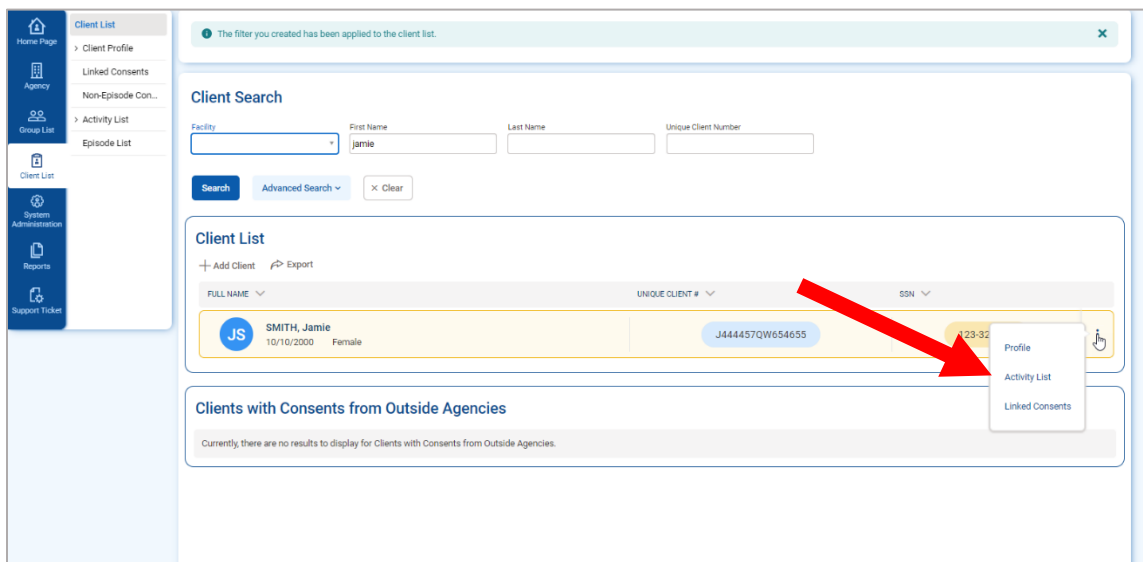 Home Page
Agency
Group List
Client List
System
Administration
Reports
Support Ticket
Client List
> Client Profile
Linked Consents
Non-Episode Con...
> Activity List
Episode List
The filter you created has been applied to the client list.
Client Search
Facility
First Name
Last Name
Unique Client Number
jamie
Search
Advanced Search
× Clear
Client List
+ Add Client
Export
FULL NAME
UNIQUE CLIENT #
SSN
JS
SMITH, Jamie
10/10/2000 Female
J444457QW654655
123-32
Profile
Activity List
Linked Consents
Clients with Consents from Outside Agencies
Currently, there are no results to display for Clients with Consents from Outside Agencies.